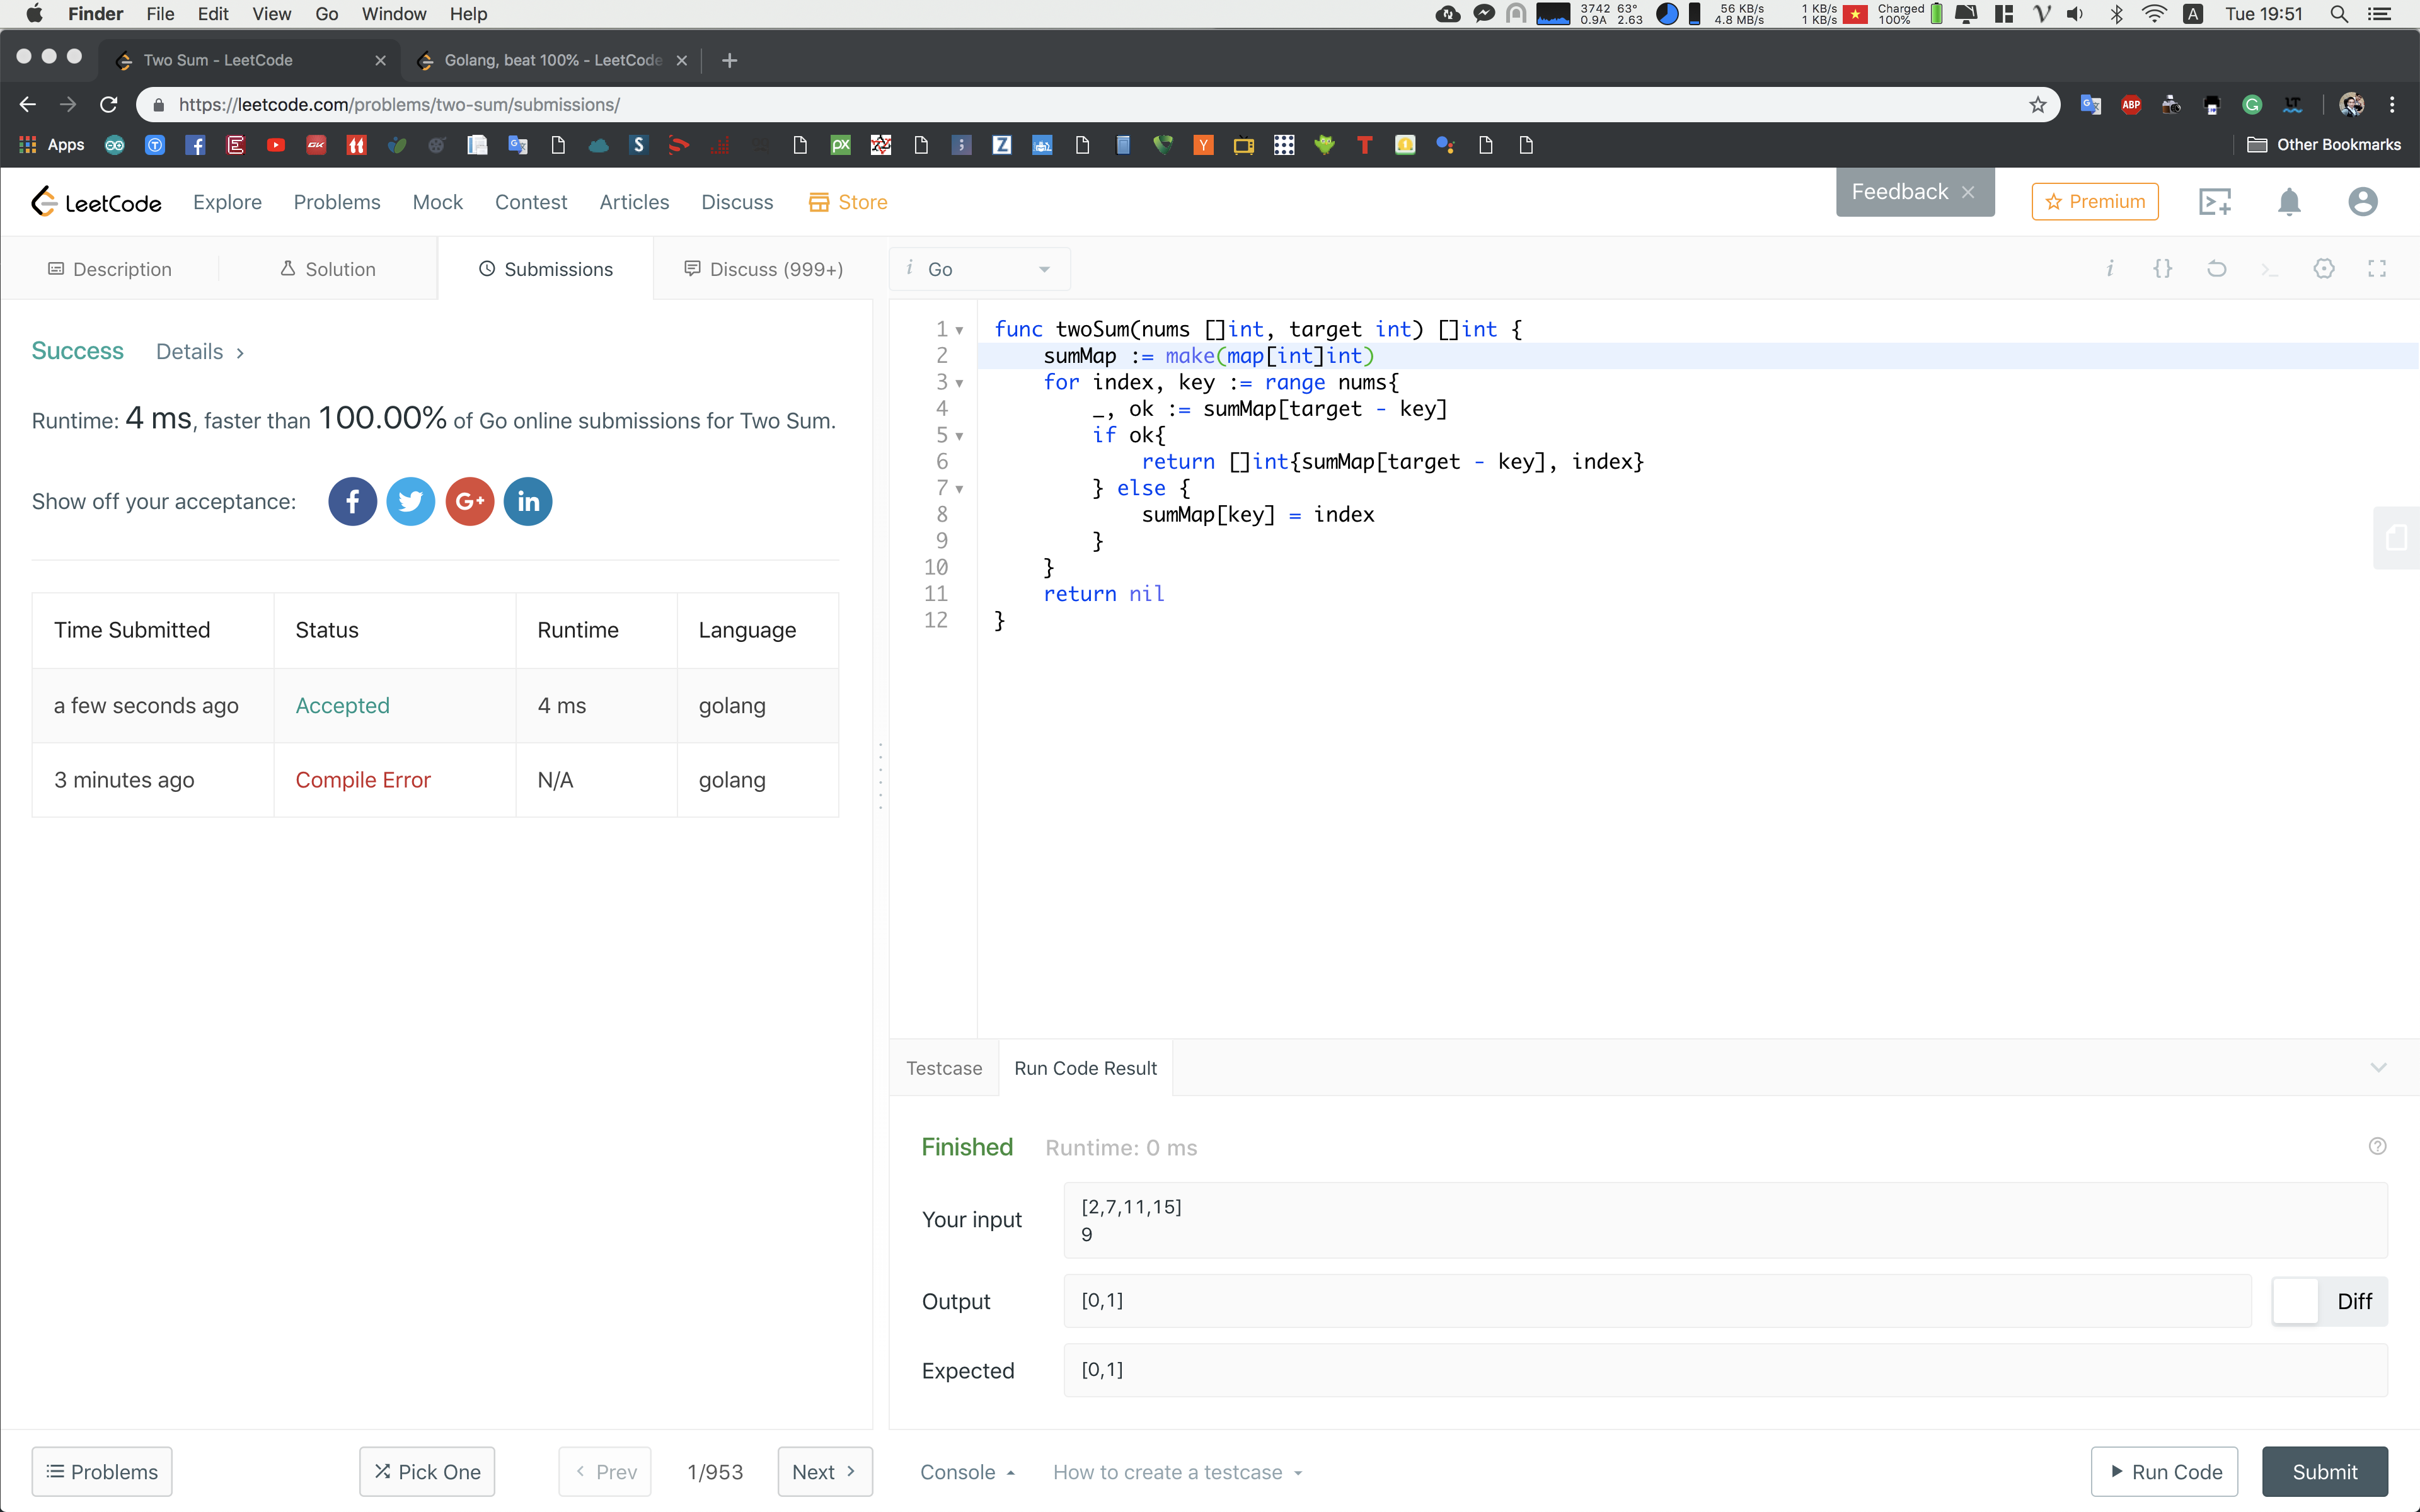 Finder File Edit View Go Window Help
3742 63° 0.9A 2.63 56 KB/s 4.8 MB/s 1 KB/s 1 KB/s Charged 100% A Tue 19:51
Two Sum - LeetCode
Golang, beat 100% - LeetCode
https://leetcode.com/problems/two-sum/submissions/
ABP
Apps
Other Bookmarks
LeetCode Explore Problems Mock Contest Articles Discuss Store
Feedback
Premium
Description Solution Submissions Discuss (999+)
i Go
Success Details >
Runtime: 4 ms, faster than 100.00% of Go online submissions for Two Sum.
Show off your acceptance: f G+ in
Time Submitted Status Runtime Language
a few seconds ago Accepted 4 ms golang
3 minutes ago Compile Error N/A golang
1 func twoSum(nums []int, target int) []int {
2 sumMap := make(map[int]int)
3 for index, key := range nums{
4 _, ok := sumMap[target - key]
5 if ok{
6 return []int{sumMap[target - key], index}
7 } else {
8 sumMap[key] = index
9 }
10 }
11 return nil
12 }
Testcase Run Code Result
Finished Runtime: 0 ms
Your input
[2,7,11,15]
9
Output [0,1] Diff
Expected [0,1]
Problems Pick One < Prev 1/953 Next > Console How to create a testcase Run Code Submit